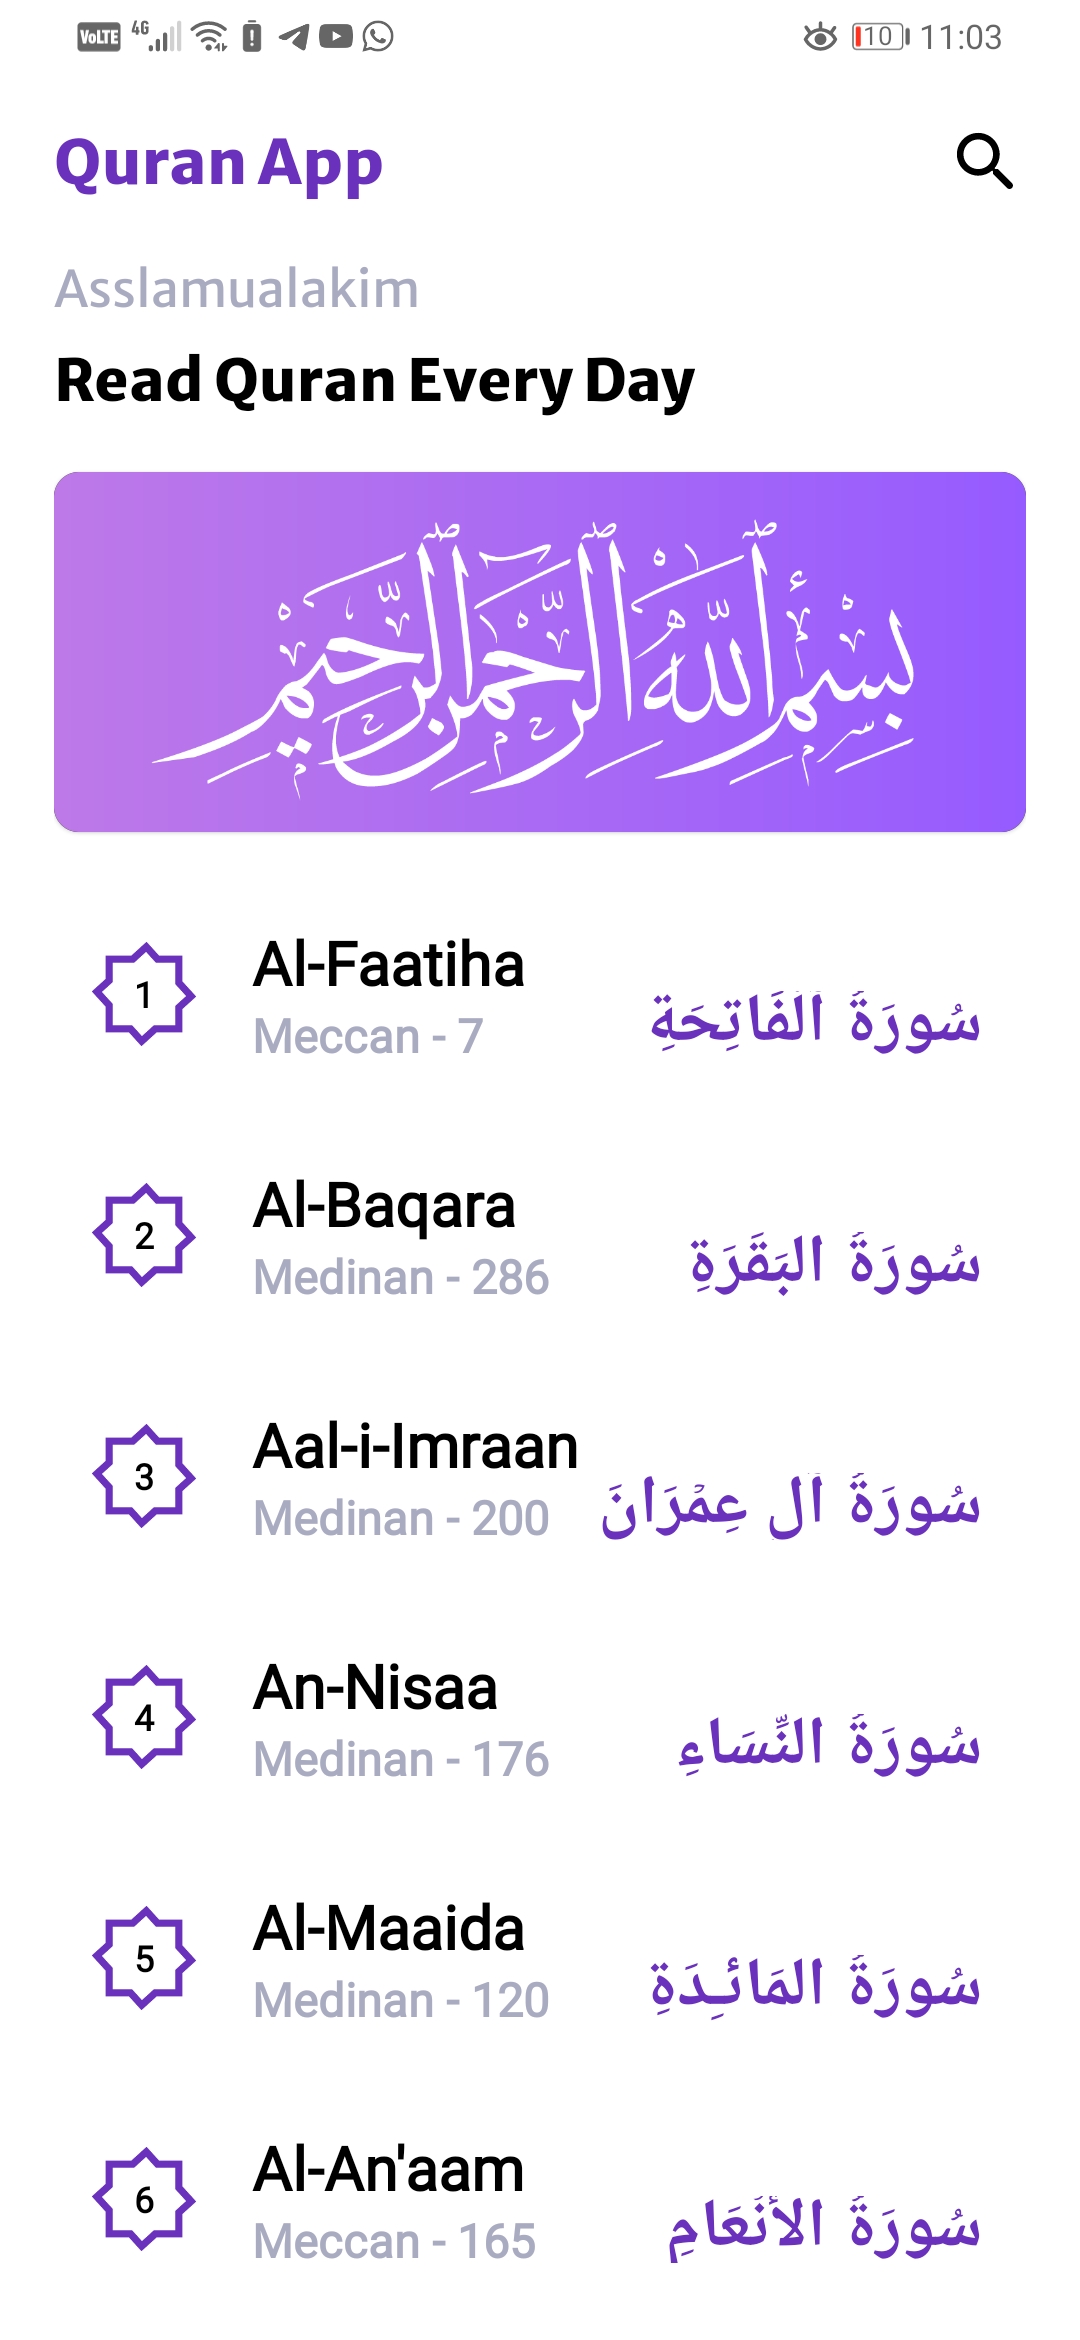 VoLTE 4G 10 11:03
Quran App
Asslamualakim
Read Quran Every Day
بِسْمِ ٱللَّهِ ٱلرَّحْمَٰنِ ٱلرَّحِيمِ
1 Al-Faatiha سُورَةُ ٱلْفَاتِحَةِ
Meccan - 7
2 Al-Baqara سُورَةُ البَقَرَةِ
Medinan - 286
3 Aal-i-Imraan سُورَةُ آلِ عِمۡرَانَ
Medinan - 200
4 An-Nisaa سُورَةُ النِّسَاءِ
Medinan - 176
5 Al-Maaida سُورَةُ المَائـِدَةِ
Medinan - 120
6 Al-An'aam سُورَةُ الأَنۡعَامِ
Meccan - 165